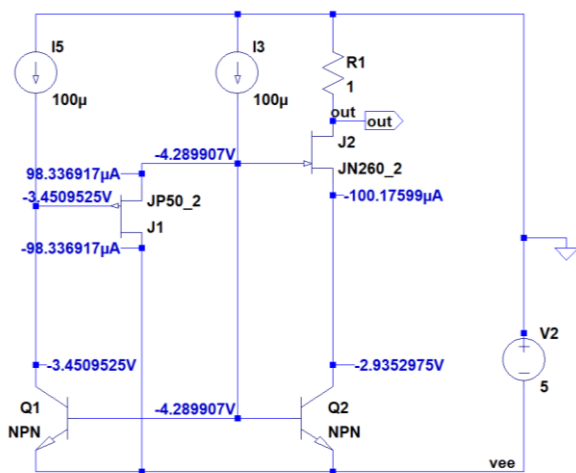 I5
100µ
I3
100µ
R1
1
out
out
J2
JN260_2
-4.289907V
98.336917µA
-3.4509525V
JP50_2
J1
-98.336917µA
-100.17599µA
V2
5
-3.4509525V
-2.9352975V
Q1
NPN
-4.289907V
Q2
NPN
vee